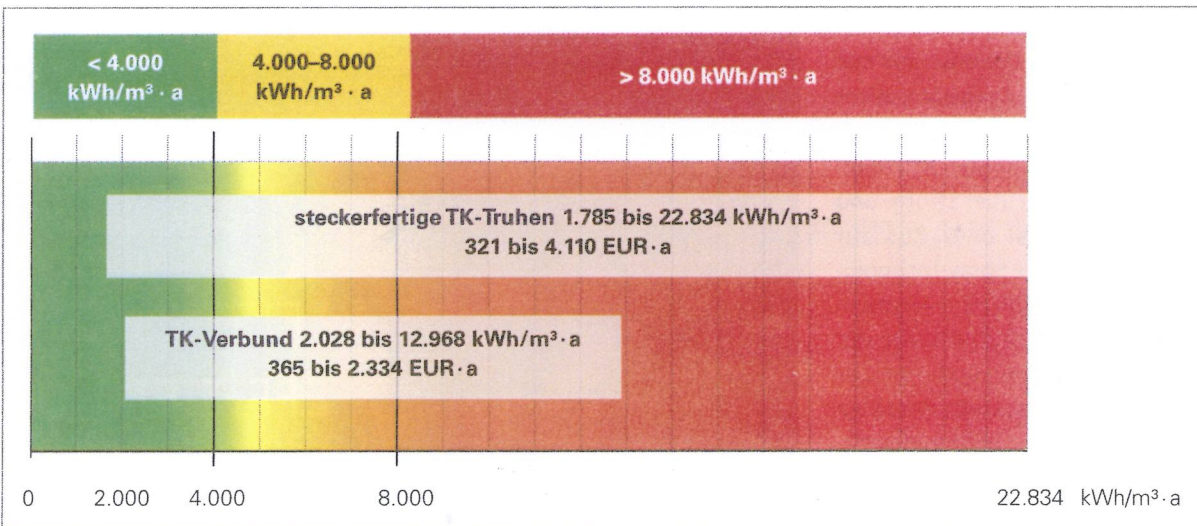 < 4.000
kWh/m³ · a
4.000–8.000
kWh/m³ · a
> 8.000 kWh/m³ · a
steckerfertige TK-Truhen 1.785 bis 22.834 kWh/m³·a
321 bis 4.110 EUR·a
TK-Verbund 2.028 bis 12.968 kWh/m³·a
365 bis 2.334 EUR·a
0 2.000 4.000 8.000 22.834 kWh/m³·a